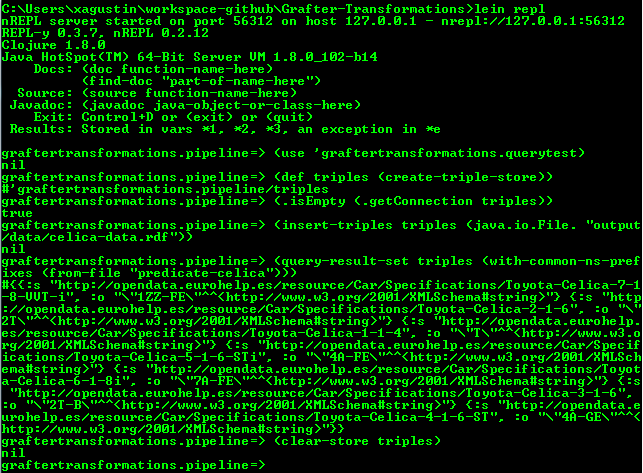 C:\Users\xagustin\workspace-github\Grafter-Transformations>lein repl
nREPL server started on port 56312 on host 127.0.0.1 - nrepl://127.0.0.1:56312
REPL-y 0.3.7, nREPL 0.2.12
Clojure 1.8.0
Java HotSpot(TM) 64-Bit Server VM 1.8.0_102-b14
    Docs: (doc function-name-here)
          (find-doc "part-of-name-here")
  Source: (source function-name-here)
 Javadoc: (javadoc java-object-or-class-here)
    Exit: Control+D or (exit) or (quit)
 Results: Stored in vars *1, *2, *3, an exception in *e

graftertransformations.pipeline=> (use 'graftertransformations.querytest)
nil
graftertransformations.pipeline=> (def triples (create-triple-store))
#'graftertransformations.pipeline/triples
graftertransformations.pipeline=> (.isEmpty (.getConnection triples))
true
graftertransformations.pipeline=> (insert-triples triples (java.io.File. "output
/data/celica-data.rdf"))
nil
graftertransformations.pipeline=> (query-result-set triples (with-common-ns-pref
ixes (from-file "predicate-celica")))
#{{:s "http://opendata.eurohelp.es/resource/Car/Specifications/Toyota-Celica-7-1
-8-VVT-i", :o "\"1ZZ-FE\"^^<http://www.w3.org/2001/XMLSchema#string>"} {:s "http
://opendata.eurohelp.es/resource/Car/Specifications/Toyota-Celica-2-1-6", :o "\"
2T\"^^<http://www.w3.org/2001/XMLSchema#string>"} {:s "http://opendata.eurohelp.
es/resource/Car/Specifications/Toyota-Celica-1-1-4", :o "\"T\"^^<http://www.w3.o
rg/2001/XMLSchema#string>"} {:s "http://opendata.eurohelp.es/resource/Car/Specif
ications/Toyota-Celica-5-1-6-STi", :o "\"4A-FE\"^^<http://www.w3.org/2001/XMLSch
ema#string>"} {:s "http://opendata.eurohelp.es/resource/Car/Specifications/Toyot
a-Celica-6-1-8i", :o "\"7A-FE\"^^<http://www.w3.org/2001/XMLSchema#string>"} {:s
 "http://opendata.eurohelp.es/resource/Car/Specifications/Toyota-Celica-3-1-6",
:o "\"2T-B\"^^<http://www.w3.org/2001/XMLSchema#string>"} {:s "http://opendata.e
urohelp.es/resource/Car/Specifications/Toyota-Celica-4-1-6-ST", :o "\"4A-GE\"^^<
http://www.w3.org/2001/XMLSchema#string>"}}
graftertransformations.pipeline=> (clear-store triples)
nil
graftertransformations.pipeline=>